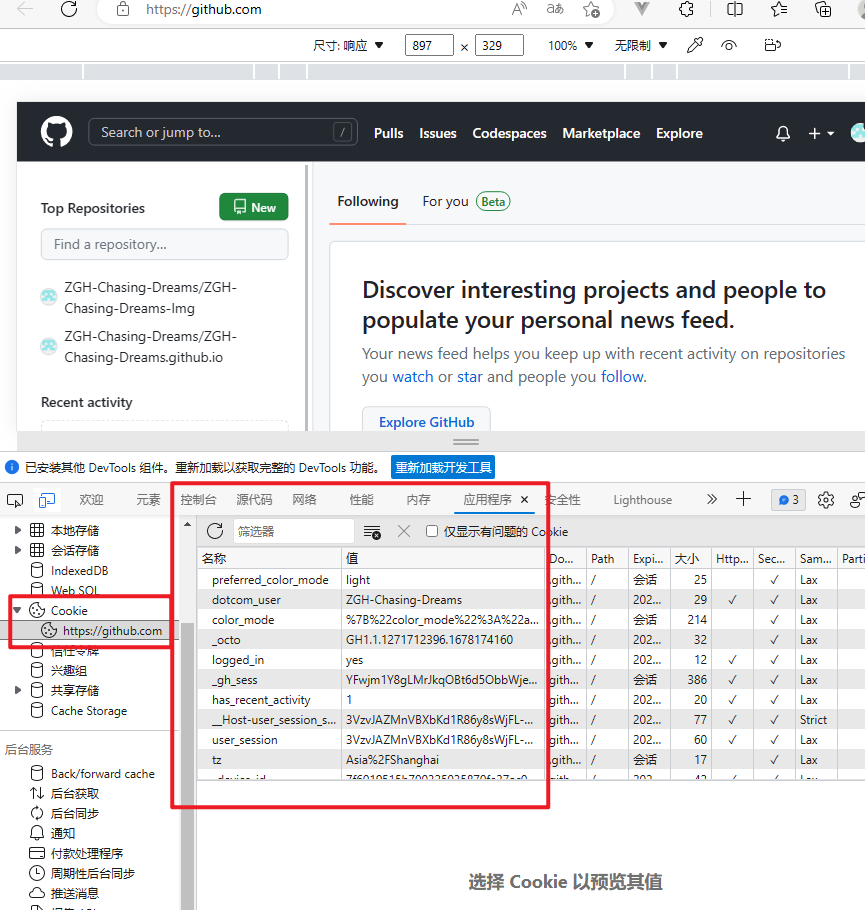 https://github.com
尺寸: 响应 ▼ 897 × 329 100% ▼ 无限制 ▼
Search or jump to... / Pulls Issues Codespaces Marketplace Explore
Top Repositories New
Find a repository...
ZGH-Chasing-Dreams/ZGH-
Chasing-Dreams-Img
ZGH-Chasing-Dreams/ZGH-
Chasing-Dreams.github.io
Recent activity
Following For you Beta
Discover interesting projects and people to
populate your personal news feed.
Your news feed helps you keep up with recent activity on repositories
you watch or star and people you follow.
Explore GitHub
已安装其他 DevTools 组件。重新加载以获取完整的 DevTools 功能。 重新加载开发工具
欢迎 元素 控制台 源代码 网络 性能 内存 应用程序 × 安全性 Lighthouse 3
本地存储
会话存储
IndexedDB
Web SQL
Cookie
https://github.com
信任令牌
兴趣组
共享存储
Cache Storage
后台服务
Back/forward cache
后台获取
后台同步
通知
付款处理程序
周期性后台同步
推送消息
筛选器 仅显示有问题的 Cookie
名称 值 Do... Path Expi... 大小 Http... Sec... Sam... Parti
preferred_color_mode light .gith... / 会话 25 ✓ Lax
dotcom_user ZGH-Chasing-Dreams .gith... / 202... 29 ✓ ✓ Lax
color_mode %7B%22color_mode%22%3A%22a... .gith... / 会话 214 ✓ Lax
_octo GH1.1.1271712396.1678174160 .gith... / 202... 32 ✓ Lax
logged_in yes .gith... / 202... 12 ✓ ✓ Lax
_gh_sess YFwjm1Y8gLMrJkqOBt6d5ObbWje... gith... / 会话 386 ✓ ✓ Lax
has_recent_activity 1 gith... / 202... 20 ✓ ✓ Lax
__Host-user_session_s... 3VzvJAZMnVBXbKd1R86y8sWjFL-... gith... / 202... 77 ✓ ✓ Strict
user_session 3VzvJAZMnVBXbKd1R86y8sWjFL-... gith... / 202... 60 ✓ ✓ Lax
tz Asia%2FShanghai .gith... / 会话 17 ✓ ✓ Lax
选择 Cookie 以预览其值